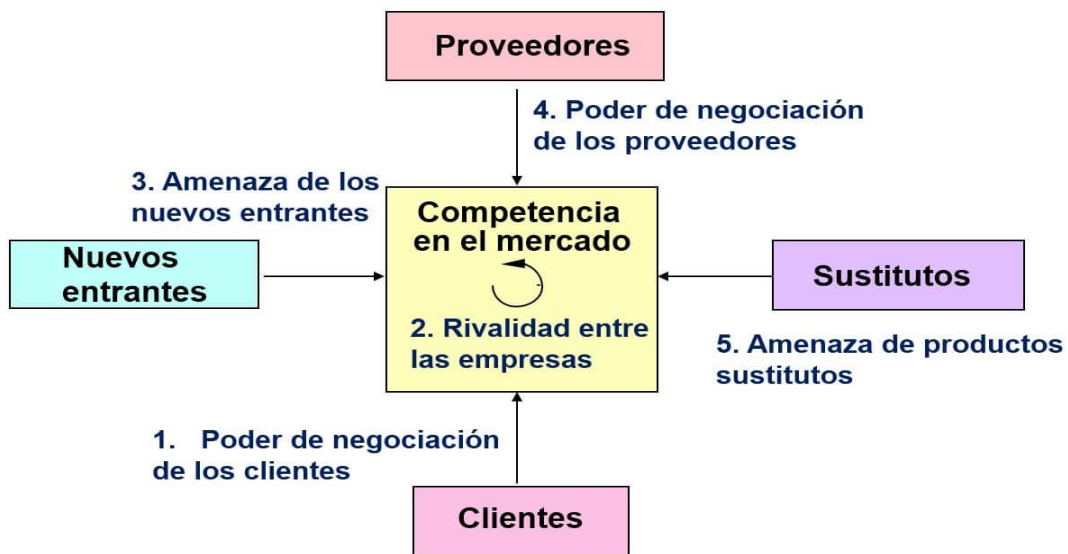 Proveedores
4. Poder de negociación
de los proveedores
3. Amenaza de los
nuevos entrantes
Competencia
en el mercado
Nuevos
entrantes
Sustitutos
2. Rivalidad entre
las empresas
5. Amenaza de productos
sustitutos
1. Poder de negociación
de los clientes
Clientes